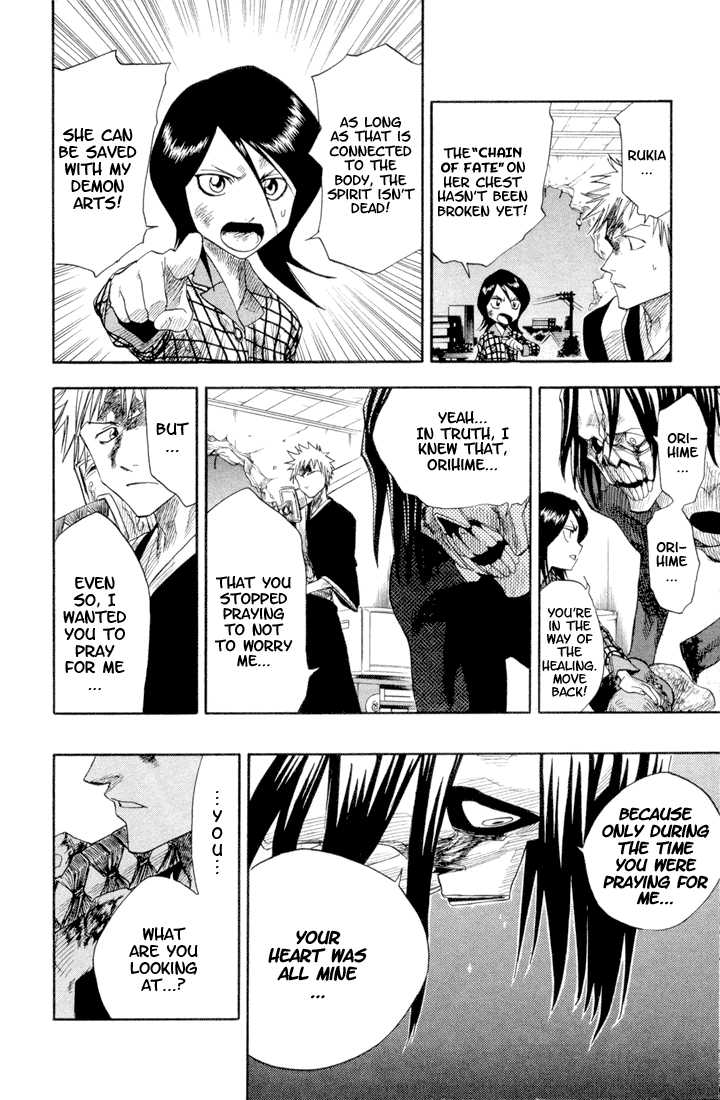 RUKIA
...
THE "CHAIN
OF FATE" ON
HER CHEST
HASN'T BEEN
BROKEN YET!
AS LONG
AS THAT IS
CONNECTED
TO THE
BODY, THE
SPIRIT ISN'T
DEAD!
SHE CAN
BE SAVED
WITH MY
DEMON
ARTS!
ORI-
HIME
...
ORI-
HIME
...
YOU'RE
IN THE
WAY OF
THE
HEALING.
MOVE
BACK!
YEAH...
IN TRUTH, I
KNEW THAT,
ORIHIME...
THAT YOU
STOPPED
PRAYING
TO NOT
TO WORRY
ME...
BUT
...
EVEN
SO, I
WANTED
YOU TO
PRAY
FOR ME
...
BECAUSE
ONLY DURING
THE TIME
YOU WERE
PRAYING FOR
ME...
YOUR
HEART WAS
ALL MINE
...
...YOU...
WHAT
ARE YOU
LOOKING
AT...?